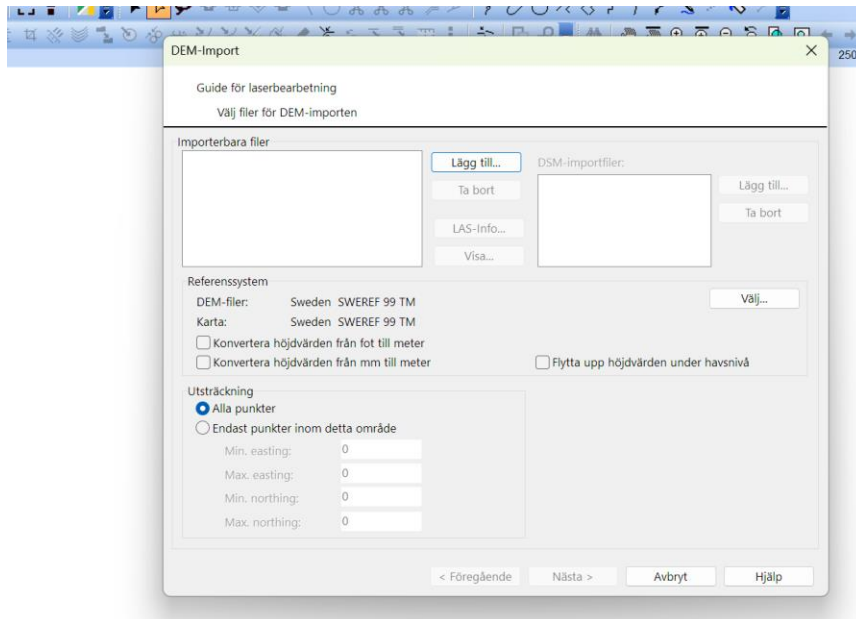 250
DEM-Import
Guide för laserbearbetning
Välj filer för DEM-importen
Importerbara filer
Lägg till...
Ta bort
LAS-Info...
Visa...
DSM-importfiler:
Lägg till...
Ta bort
Referenssystem
DEM-filer: Sweden SWEREF 99 TM
Välj...
Karta: Sweden SWEREF 99 TM
Konvertera höjdvärden från fot till meter
Konvertera höjdvärden från mm till meter
Flytta upp höjdvärden under havsnivå
Utsträckning
Alla punkter
Endast punkter inom detta område
Min. easting: 0
Max. easting: 0
Min. northing: 0
Max. northing: 0
< Föregående
Nästa >
Avbryt
Hjälp